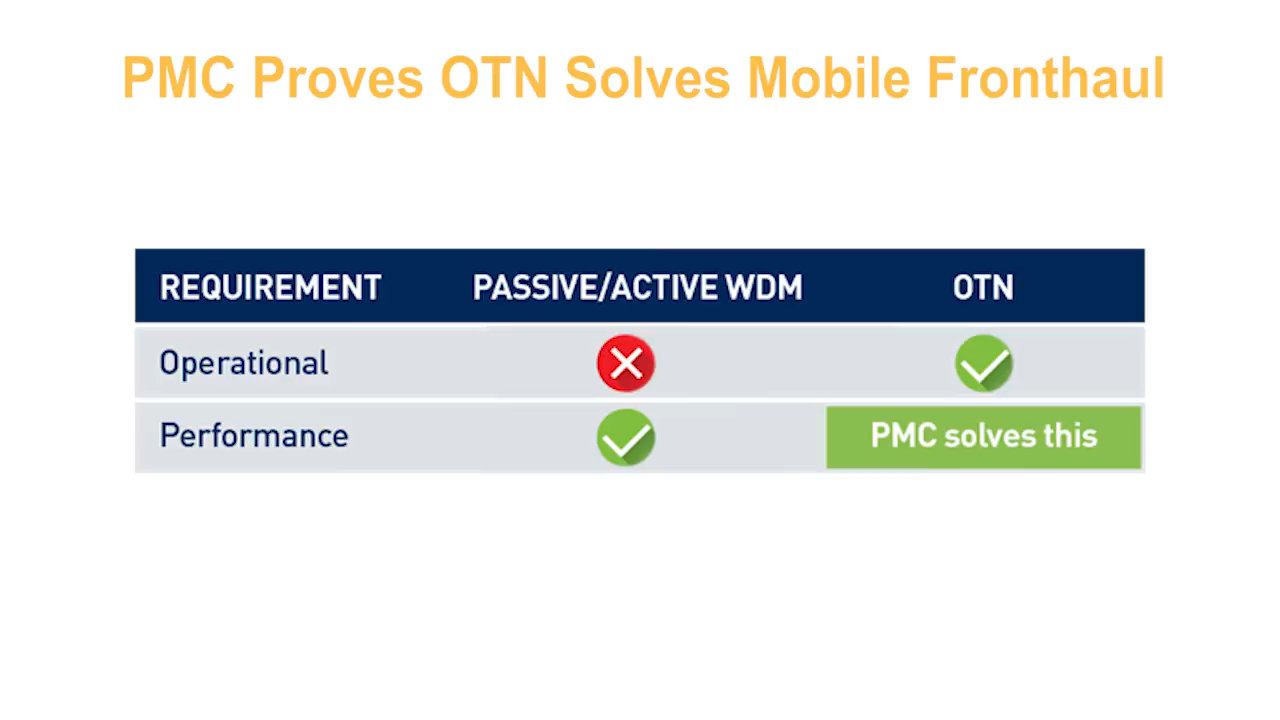 PMC Proves OTN Solves Mobile Fronthaul
REQUIREMENT PASSIVE/ACTIVE WDM OTN
Operational
Performance PMC solves this